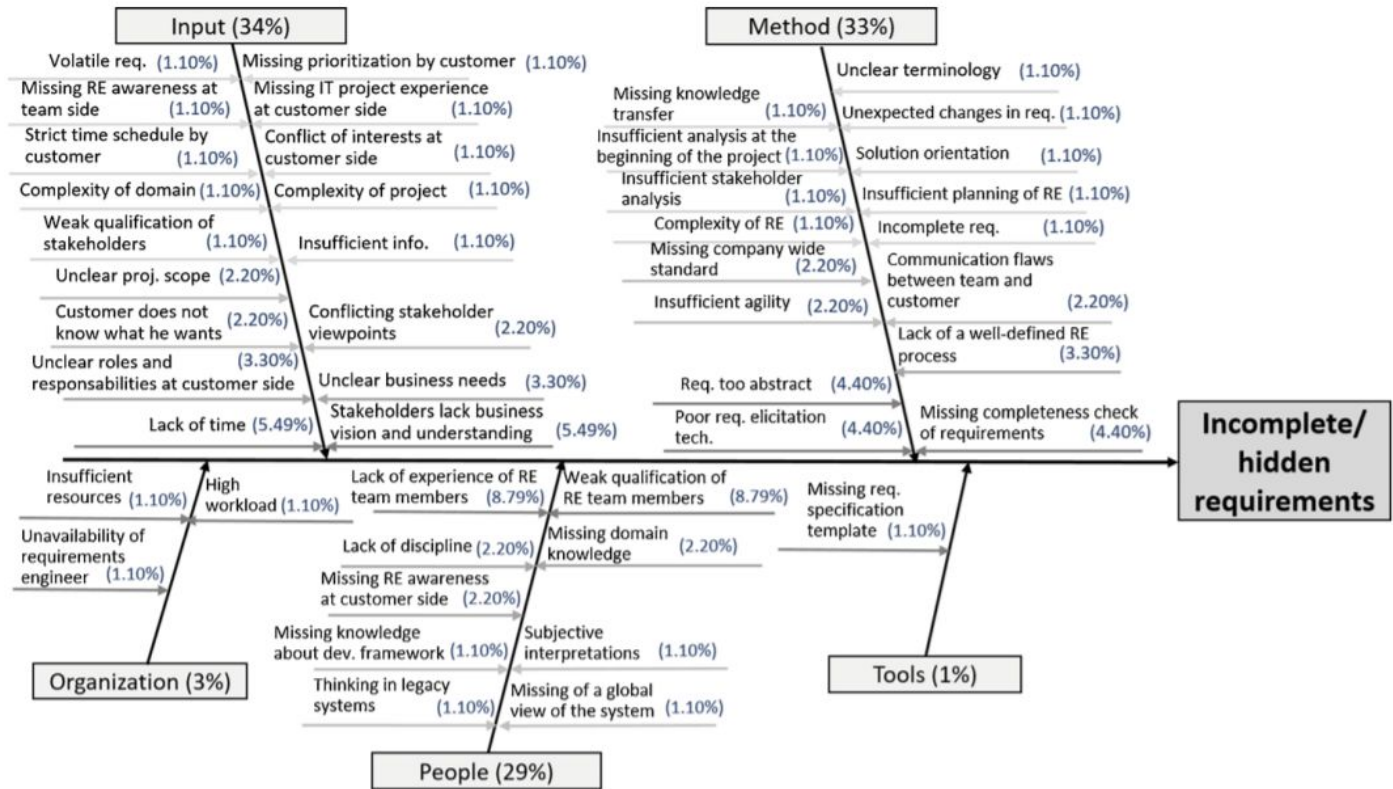 Input (34%)
Method (33%)
Volatile req. (1.10%)
Missing prioritization by customer (1.10%)
Missing RE awareness at
team side (1.10%)
Missing IT project experience
at customer side (1.10%)
Strict time schedule by
customer (1.10%)
Conflict of interests at
customer side (1.10%)
Complexity of domain (1.10%)
Complexity of project (1.10%)
Weak qualification of
stakeholders (1.10%)
Insufficient info. (1.10%)
Unclear proj. scope (2.20%)
Customer does not
know what he wants (2.20%)
Conflicting stakeholder
viewpoints (2.20%)
Unclear roles and (3.30%)
responsabilities at customer side
Unclear business needs (3.30%)
Lack of time (5.49%)
Stakeholders lack business
vision and understanding (5.49%)
Unclear terminology (1.10%)
Missing knowledge
transfer (1.10%)
Unexpected changes in req. (1.10%)
Insufficient analysis at the
beginning of the project (1.10%)
Solution orientation (1.10%)
Insufficient stakeholder
analysis (1.10%)
Insufficient planning of RE (1.10%)
Complexity of RE (1.10%)
Incomplete req. (1.10%)
Missing company wide
standard (2.20%)
Communication flaws
between team and
customer (2.20%)
Insufficient agility (2.20%)
Lack of a well-defined RE
process (3.30%)
Req. too abstract (4.40%)
Poor req. elicitation
tech. (4.40%)
Missing completeness check
of requirements (4.40%)
Incomplete/
hidden
requirements
Insufficient
resources (1.10%)
High
workload (1.10%)
Unavailability of
requirements
engineer (1.10%)
Organization (3%)
Lack of experience of RE
team members (8.79%)
Weak qualification of
RE team members (8.79%)
Lack of discipline (2.20%)
Missing domain
knowledge (2.20%)
Missing RE awareness
at customer side (2.20%)
Missing knowledge
about dev. framework (1.10%)
Subjective
interpretations (1.10%)
Thinking in legacy
systems (1.10%)
Missing of a global
view of the system (1.10%)
People (29%)
Missing req.
specification
template (1.10%)
Tools (1%)